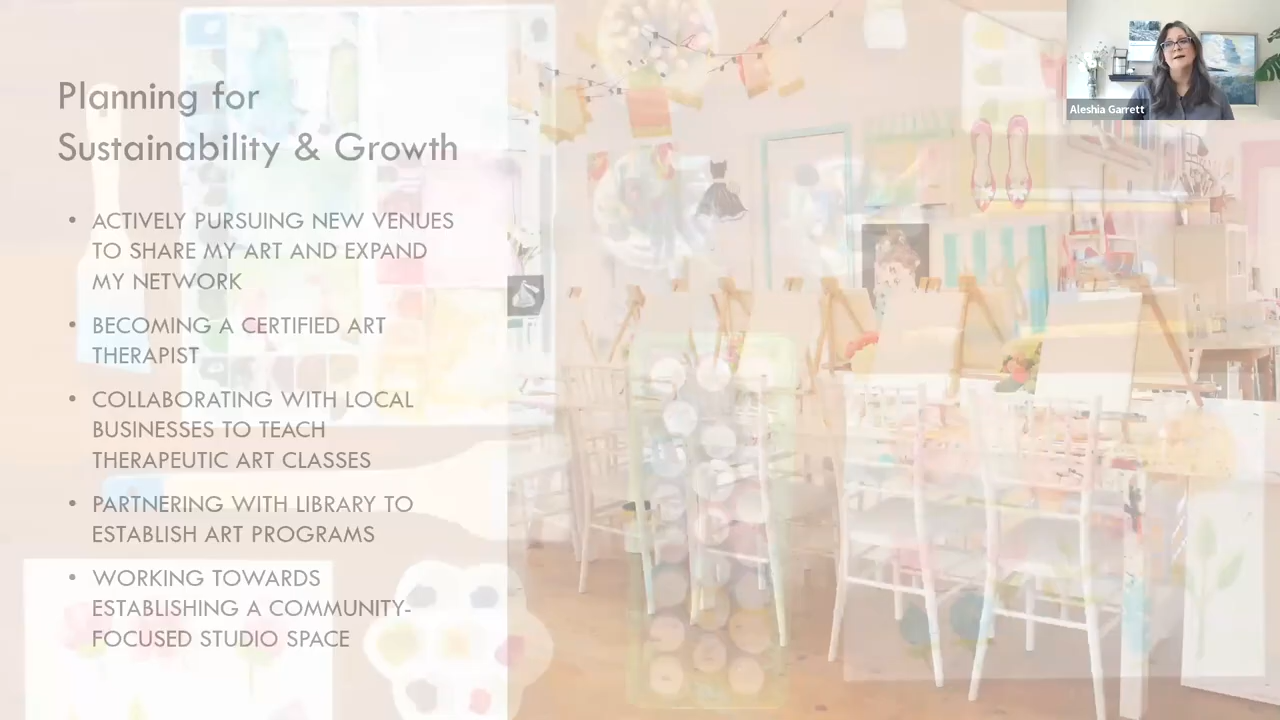 Planning for
Sustainability & Growth
• ACTIVELY PURSUING NEW VENUES
TO SHARE MY ART AND EXPAND
MY NETWORK
• BECOMING A CERTIFIED ART
THERAPIST
• COLLABORATING WITH LOCAL
BUSINESSES TO TEACH
THERAPEUTIC ART CLASSES
• PARTNERING WITH LIBRARY TO
ESTABLISH ART PROGRAMS
• WORKING TOWARDS
ESTABLISHING A COMMUNITY-
FOCUSED STUDIO SPACE
Aleshia Garrett